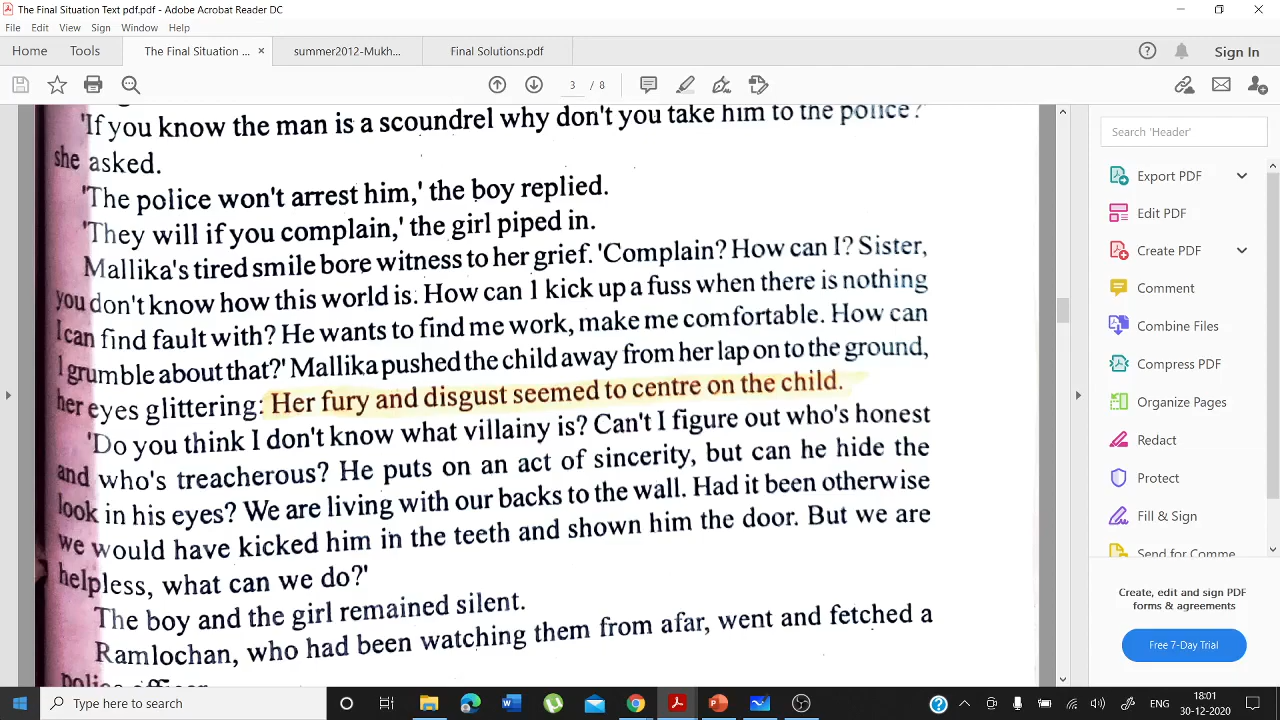 The Final Situation Text pdf.pdf - Adobe Acrobat Reader DC
File Edit View Sign Window Help
Home Tools The Final Situation ... × summer2012-Mukh... Final Solutions.pdf Sign In
3 / 8
'If you know the man is a scoundrel why don't you take him to the police?'
she asked.
'The police won't arrest him,' the boy replied.
'They will if you complain,' the girl piped in.
Mallika's tired smile bore witness to her grief. 'Complain? How can I? Sister,
you don't know how this world is. How can I kick up a fuss when there is nothing
I can find fault with? He wants to find me work, make me comfortable. How can
I grumble about that?' Mallika pushed the child away from her lap on to the ground,
her eyes glittering: Her fury and disgust seemed to centre on the child.
'Do you think I don't know what villainy is? Can't I figure out who's honest
and who's treacherous? He puts on an act of sincerity, but can he hide the
look in his eyes? We are living with our backs to the wall. Had it been otherwise
we would have kicked him in the teeth and shown him the door. But we are
helpless, what can we do?'
The boy and the girl remained silent.
Ramlochan, who had been watching them from afar, went and fetched a
police officer
Search 'Header'
Export PDF
Edit PDF
Create PDF
Comment
Combine Files
Compress PDF
Organize Pages
Redact
Protect
Fill & Sign
Send for Comme
Create, edit and sign PDF
forms & agreements
Free 7-Day Trial
Type here to search
ENG
18:01
30-12-2020